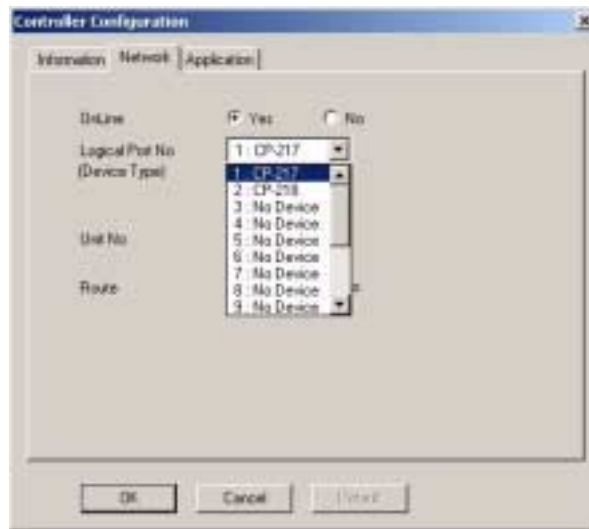 Controller Configuration
Information Network Application
OnLine Yes No
Logical Port No 1 : CP-217
(Device Type)
1 : CP-217
2 : CP-218
3 : No Device
4 : No Device
5 : No Device
6 : No Device
7 : No Device
8 : No Device
9 : No Device
Unit No
Route
OK Cancel